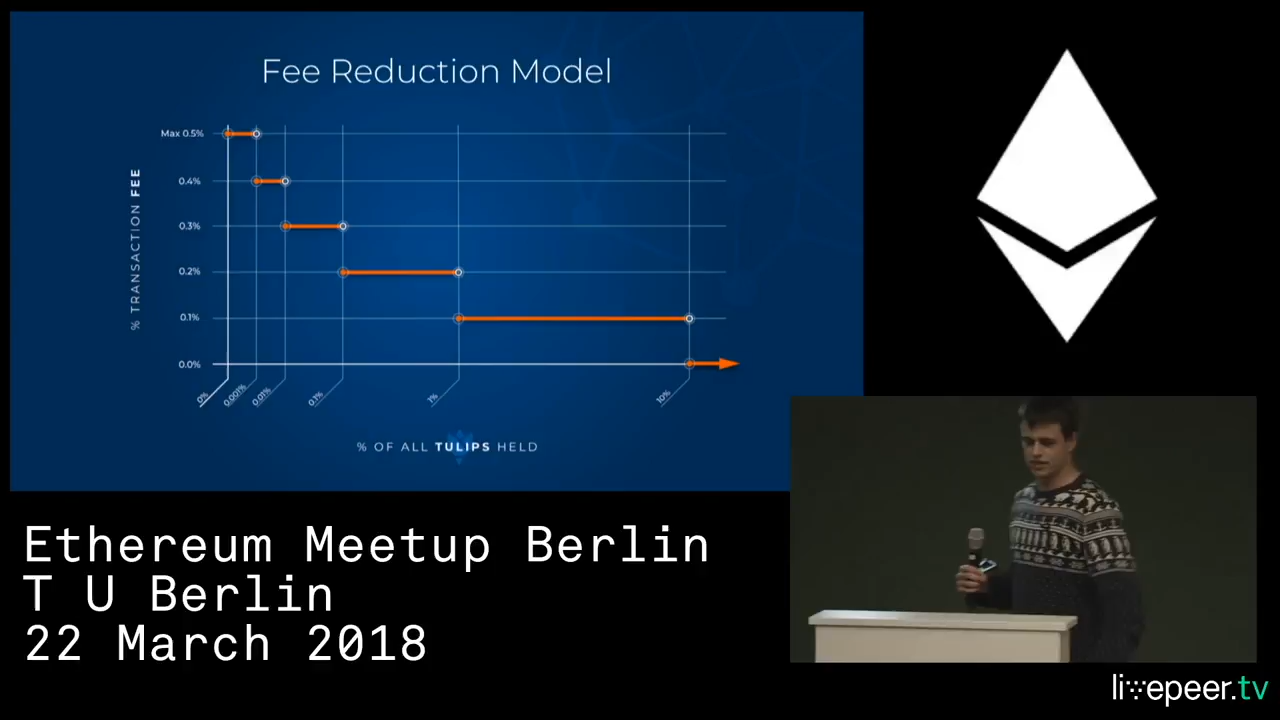 Fee Reduction Model
Max 0.5%
0.4%
0.3%
0.2%
0.1%
0.0%
% TRANSACTION FEE
0%
0.001%
0.01%
0.1%
1%
10%
% OF ALL TULIPS HELD
Ethereum Meetup Berlin
T U Berlin
22 March 2018
livepeer.tv